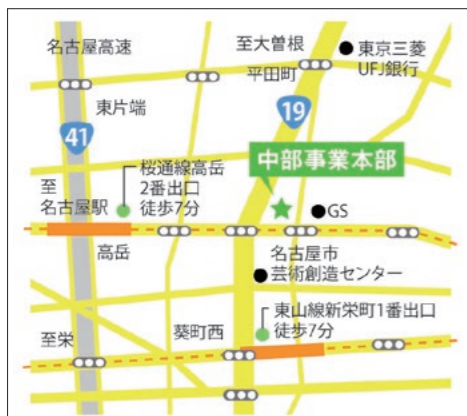 名古屋高速
至大曽根
平田町
東京三菱
UFJ銀行
東片端
41
19
中部事業本部
桜通線高岳
2番出口
徒歩7分
至
名古屋駅
GS
高岳
名古屋市
芸術創造センター
東山線新栄町1番出口
徒歩7分
至栄
葵町西